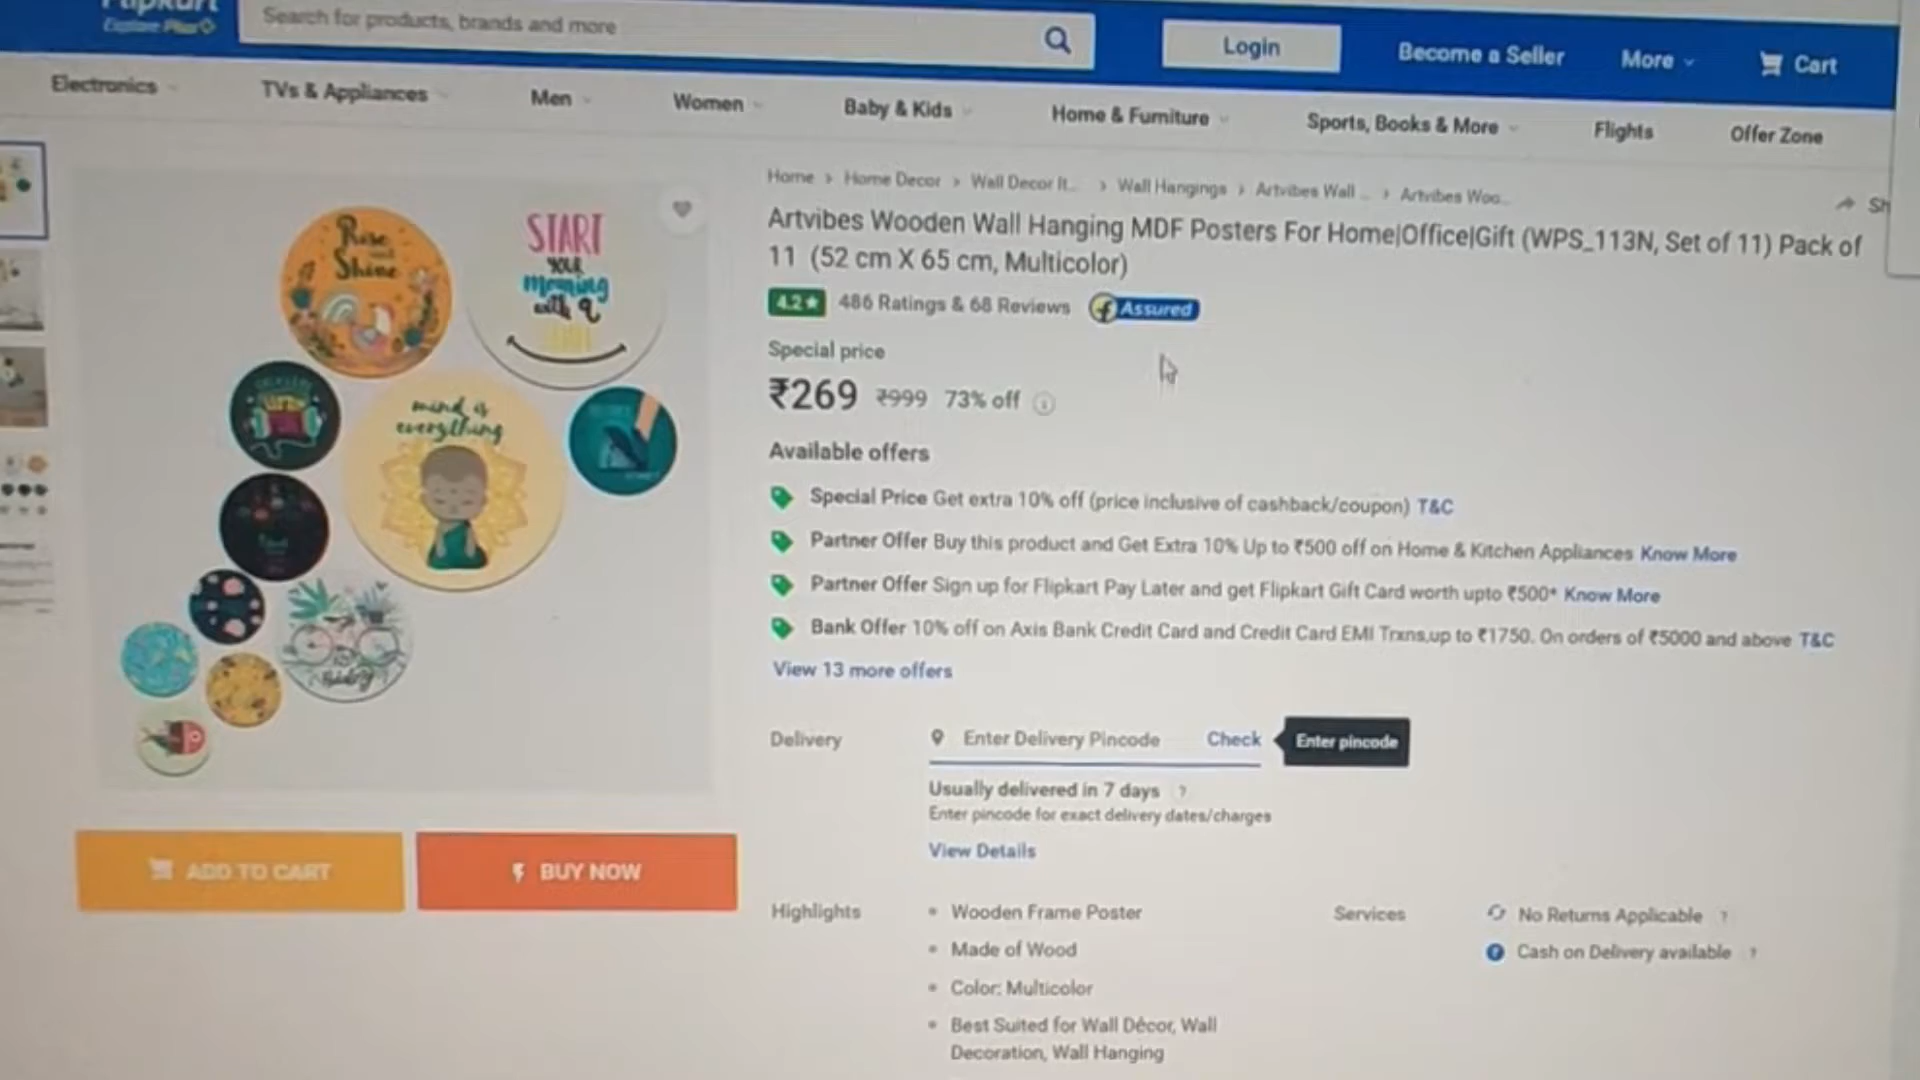 Flipkart
Explore Plus
Search for products, brands and more
Login
Become a Seller
More
Cart
Electronics
TVs & Appliances
Men
Women
Baby & Kids
Home & Furniture
Sports, Books & More
Flights
Offer Zone
Home > Home Decor > Wall Decor It... > Wall Hangings > Artvibes Wall ... > Artvibes Woo...
Sh
Artvibes Wooden Wall Hanging MDF Posters For Home|Office|Gift (WPS_113N, Set of 11) Pack of
11 (52 cm X 65 cm, Multicolor)
4.2★ 486 Ratings & 68 Reviews
f Assured
Special price
₹269 ₹999 73% off
Available offers
Special Price Get extra 10% off (price inclusive of cashback/coupon) T&C
Partner Offer Buy this product and Get Extra 10% Up to ₹500 off on Home & Kitchen Appliances Know More
Partner Offer Sign up for Flipkart Pay Later and get Flipkart Gift Card worth upto ₹500* Know More
Bank Offer 10% off on Axis Bank Credit Card and Credit Card EMI Trxns,up to ₹1750. On orders of ₹5000 and above T&C
View 13 more offers
Delivery
Enter Delivery Pincode
Check
Enter pincode
Usually delivered in 7 days ?
Enter pincode for exact delivery dates/charges
View Details
Highlights
Wooden Frame Poster
Made of Wood
Color: Multicolor
Best Suited for Wall Décor, Wall
Decoration, Wall Hanging
Services
No Returns Applicable ?
Cash on Delivery available ?
Rise
and
Shine
START
YOUR
Morning
with a
mind is
everything
ADD TO CART
BUY NOW